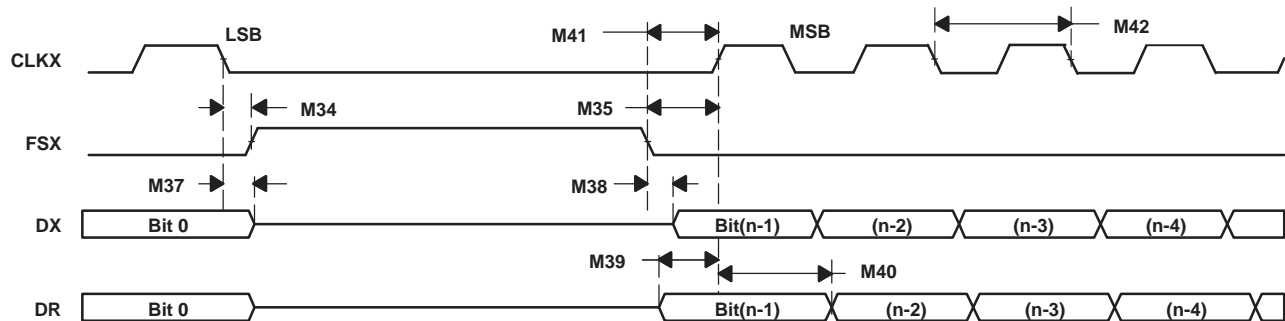 LSB
M41
MSB
M42
CLKX
M34
M35
FSX
M37
M38
DX
Bit 0
Bit(n-1)
(n-2)
(n-3)
(n-4)
M39
M40
DR
Bit 0
Bit(n-1)
(n-2)
(n-3)
(n-4)